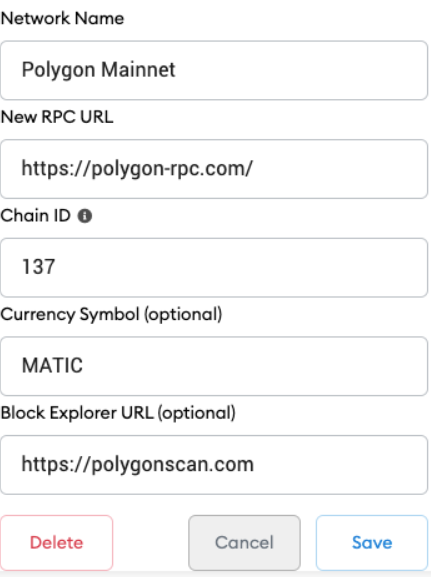 Network Name
Polygon Mainnet
New RPC URL
https://polygon-rpc.com/
Chain ID
137
Currency Symbol (optional)
MATIC
Block Explorer URL (optional)
https://polygonscan.com
Delete Cancel Save